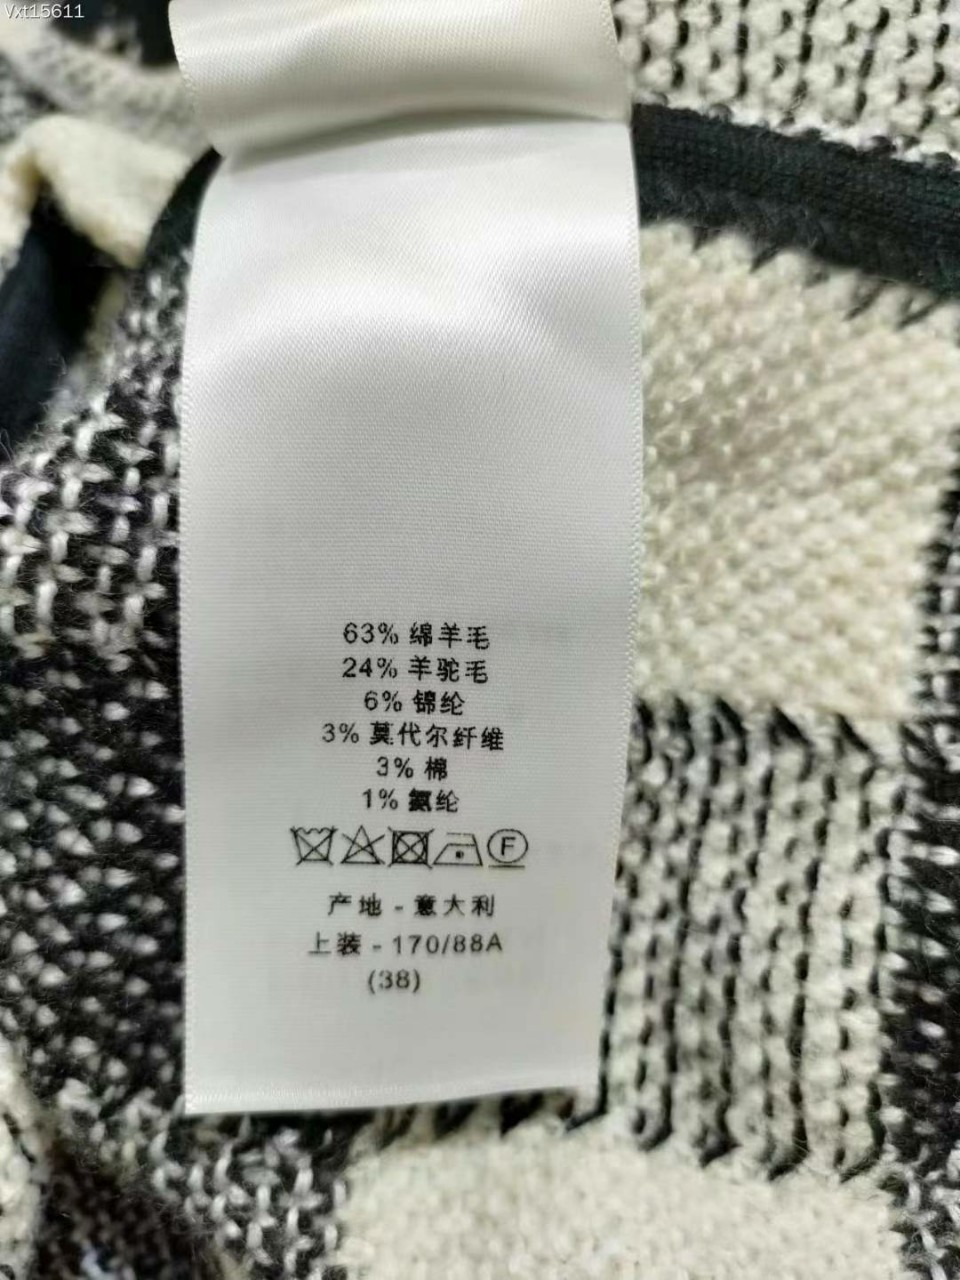 Vxt15611
63% 绵羊毛
24% 羊驼毛
6% 锦纶
3% 莫代尔纤维
3% 棉
1% 氨纶
F
产地 - 意大利
上装 - 170/88A
(38)